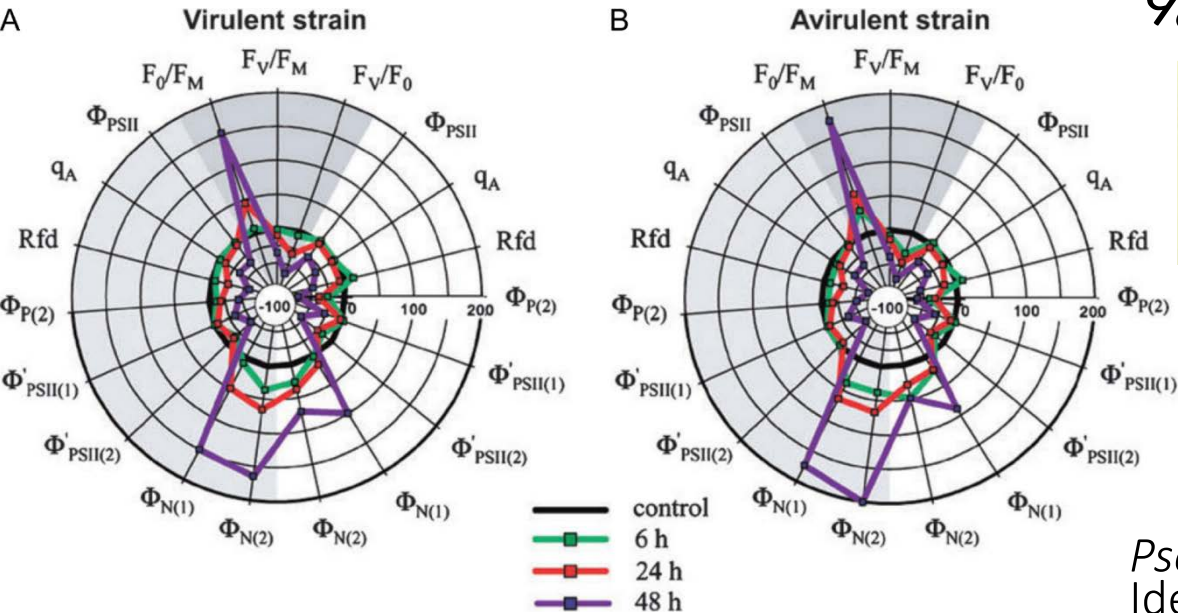 A
Virulent strain
F0/FM
FV/FM
FV/F0
ΦPSII
ΦPSII
qA
qA
Rfd
Rfd
ΦP(2)
-100
100
200
ΦP(2)
Φ'PSII(1)
Φ'PSII(1)
Φ'PSII(2)
Φ'PSII(2)
ΦN(1)
ΦN(1)
ΦN(2)
ΦN(2)
B
Avirulent strain
F0/FM
FV/FM
FV/F0
ΦPSII
ΦPSII
qA
qA
Rfd
Rfd
ΦP(2)
-100
0
100
200
ΦP(2)
Φ'PSII(1)
Φ'PSII(1)
Φ'PSII(2)
Φ'PSII(2)
ΦN(1)
ΦN(1)
ΦN(2)
ΦN(2)
control
6 h
24 h
48 h
Ide